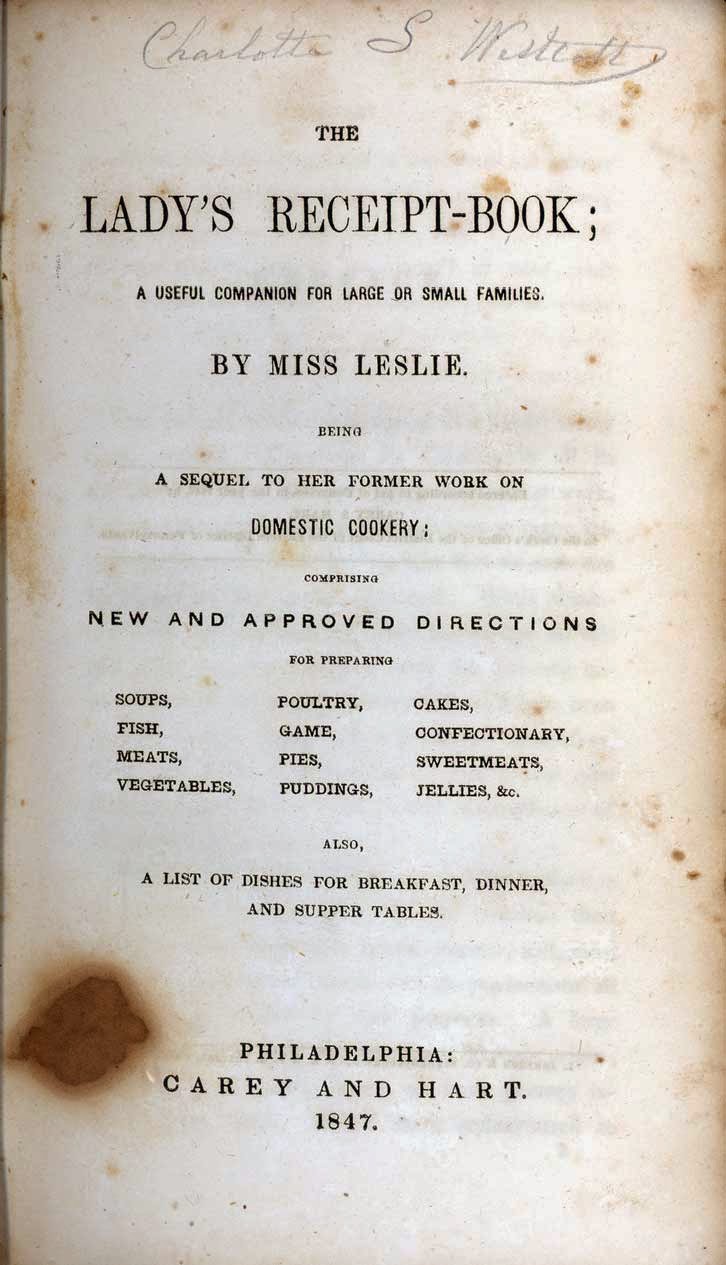 Charlotte S Westcott
THE
LADY'S RECEIPT-BOOK;
A USEFUL COMPANION FOR LARGE OR SMALL FAMILIES.
BY MISS LESLIE.
BEING
A SEQUEL TO HER FORMER WORK ON
DOMESTIC COOKERY;
COMPRISING
NEW AND APPROVED DIRECTIONS
FOR PREPARING
SOUPS, POULTRY, CAKES,
FISH, GAME, CONFECTIONARY,
MEATS, PIES, SWEETMEATS,
VEGETABLES, PUDDINGS, JELLIES, &c.
ALSO,
A LIST OF DISHES FOR BREAKFAST, DINNER,
AND SUPPER TABLES.
PHILADELPHIA:
CAREY AND HART.
1847.